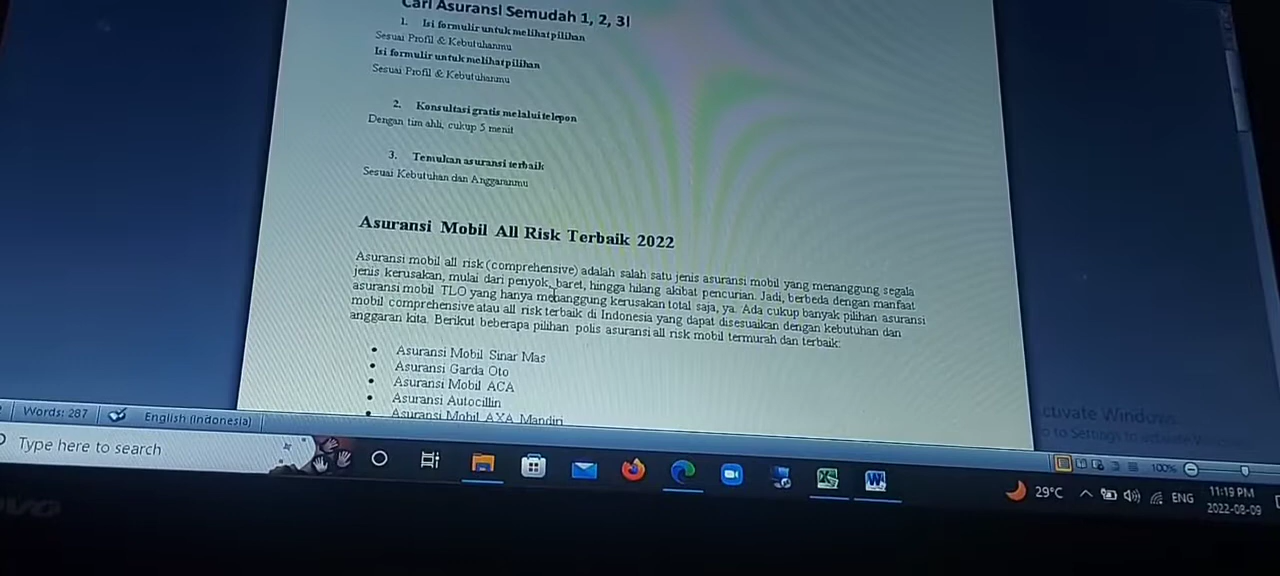 Cari Asuransi Semudah 1, 2, 3!
1. Isi formulir untuk melihat pilihan
Sesuai Profil & Kebutuhanmu
Isi formulir untuk melihat pilihan
Sesuai Profil & Kebutuhanmu
2. Konsultasi gratis melalui telepon
Dengan tim ahli, cukup 5 menit
3. Temukan asuransi terbaik
Sesuai Kebutuhan dan Anggaranmu
Asuransi Mobil All Risk Terbaik 2022
Asuransi mobil all risk (comprehensive) adalah salah satu jenis asuransi mobil yang menanggung segala
jenis kerusakan, mulai dari penyok, baret, hingga hilang akibat pencurian. Jadi, berbeda dengan manfaat
asuransi mobil TLO yang hanya menanggung kerusakan total saja, ya. Ada cukup banyak pilihan asuransi
mobil comprehensive atau all risk terbaik di Indonesia yang dapat disesuaikan dengan kebutuhan dan
anggaran kita. Berikut beberapa pilihan polis asuransi all risk mobil termurah dan terbaik:
• Asuransi Mobil Sinar Mas
• Asuransi Garda Oto
• Asuransi Mobil ACA
• Asuransi Autocillin
• Asuransi Mobil AXA Mandiri
Activate Windows
Go to Settings to activate
Words: 287 English (Indonesia)
100%
Type here to search
29°C ENG 11:19 PM
2022-08-09